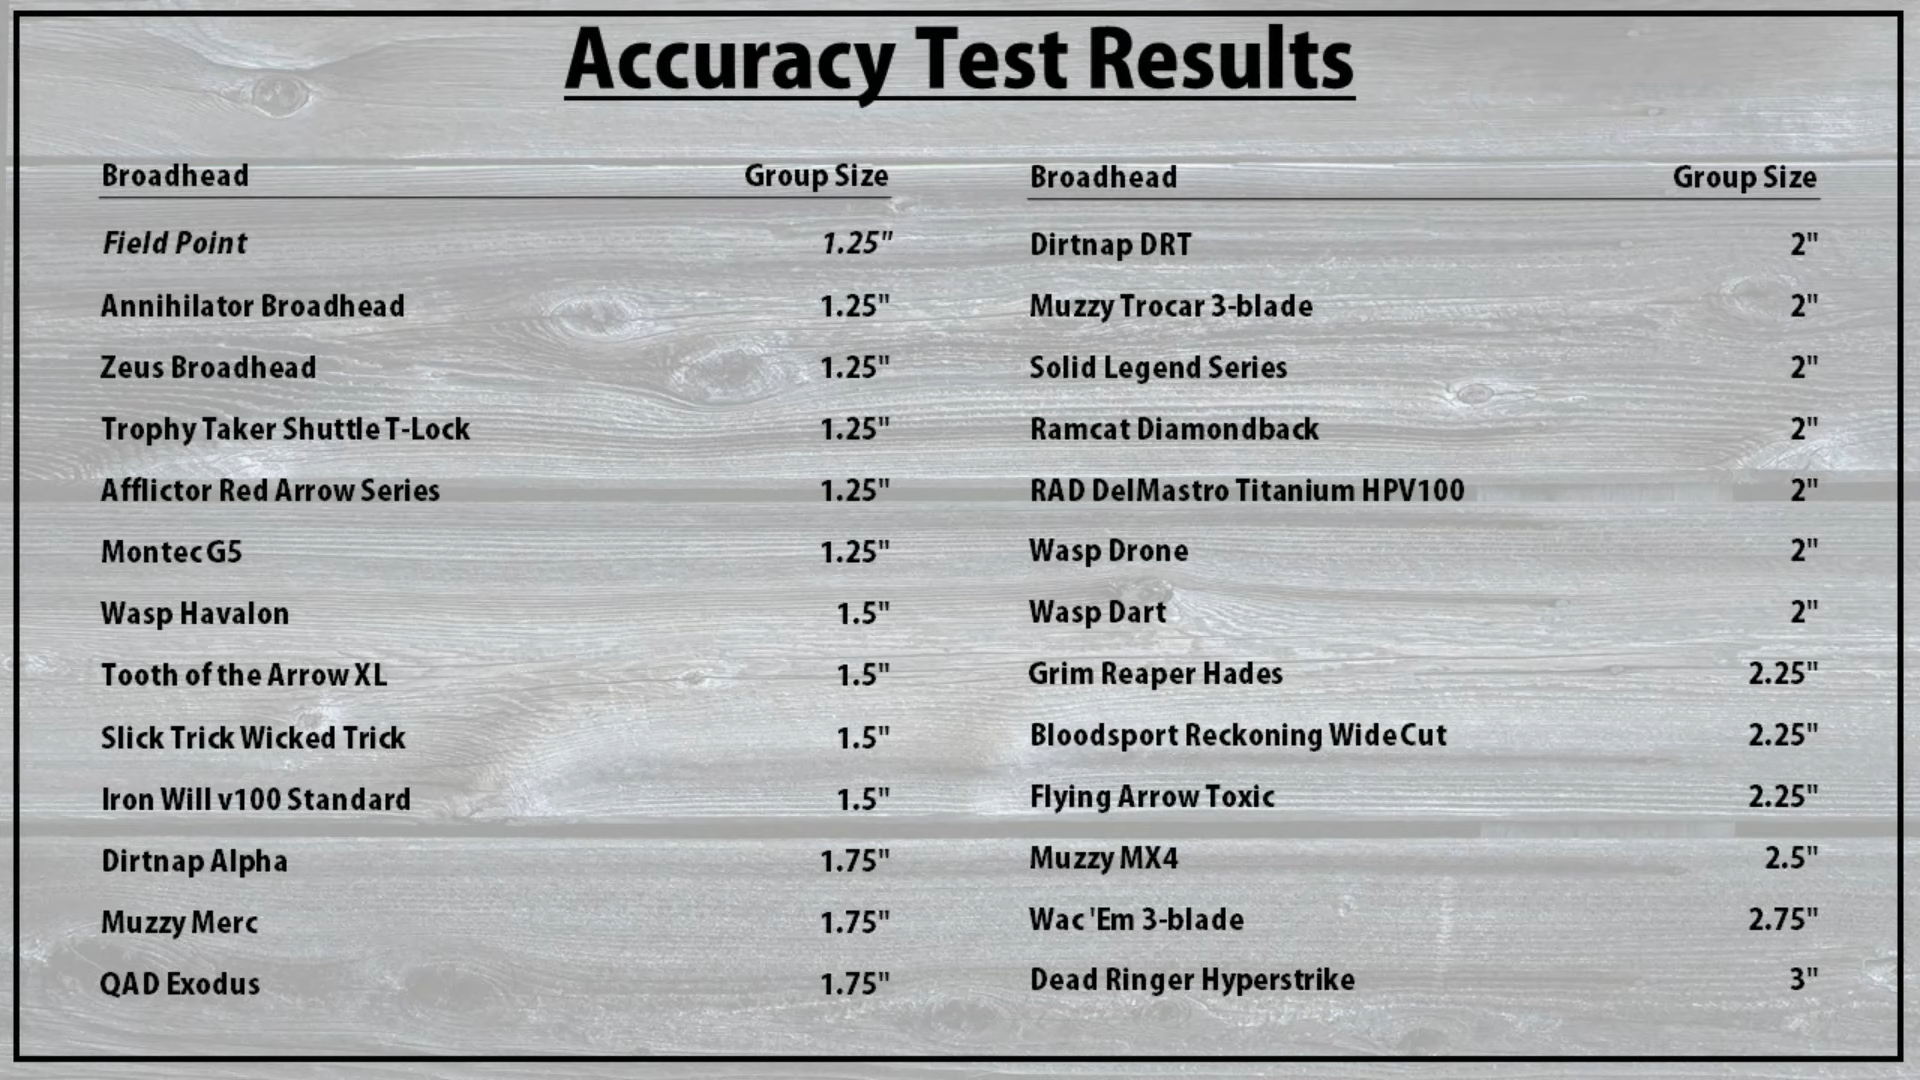 Accuracy Test Results
Broadhead Group Size
Field Point 1.25"
Annihilator Broadhead 1.25"
Zeus Broadhead 1.25"
Trophy Taker Shuttle T-Lock 1.25"
Afflictor Red Arrow Series 1.25"
Montec G5 1.25"
Wasp Havalon 1.5"
Tooth of the Arrow XL 1.5"
Slick Trick Wicked Trick 1.5"
Iron Will v100 Standard 1.5"
Dirtnap Alpha 1.75"
Muzzy Merc 1.75"
QAD Exodus 1.75"
Broadhead Group Size
Dirtnap DRT 2"
Muzzy Trocar 3-blade 2"
Solid Legend Series 2"
Ramcat Diamondback 2"
RAD DelMastro Titanium HPV100 2"
Wasp Drone 2"
Wasp Dart 2"
Grim Reaper Hades 2.25"
Bloodsport Reckoning Wide Cut 2.25"
Flying Arrow Toxic 2.25"
Muzzy MX4 2.5"
Wac 'Em 3-blade 2.75"
Dead Ringer Hyperstrike 3"